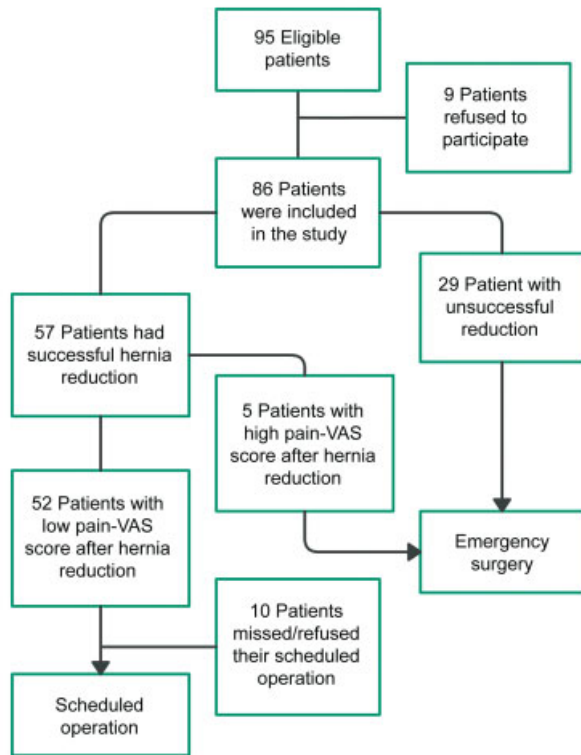 95 Eligible
patients
9 Patients
refused to
participate
86 Patients
were included
in the study
29 Patient with
unsuccessful
reduction
57 Patients had
successful hernia
reduction
5 Patients with
high pain-VAS
score after hernia
reduction
52 Patients with
low pain-VAS
score after hernia
reduction
Emergency
surgery
10 Patients
missed/refused
their scheduled
operation
Scheduled
operation